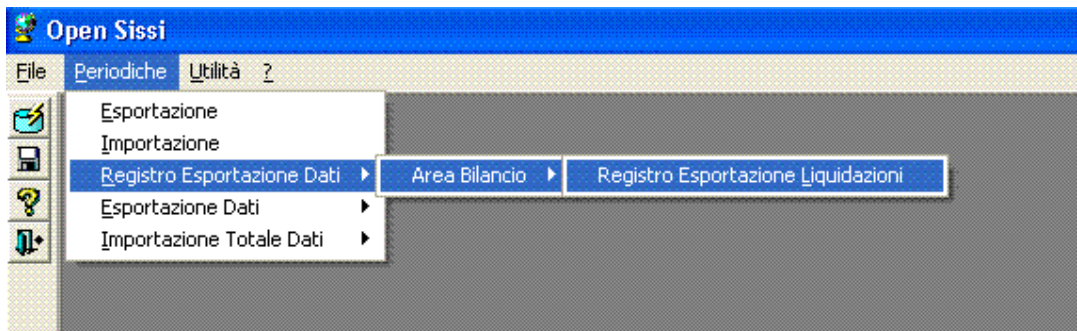 Open Sissi
File Periodiche Utilità ?
Esportazione
Importazione
Registro Esportazione Dati Area Bilancio Registro Esportazione Liquidazioni
Esportazione Dati
Importazione Totale Dati